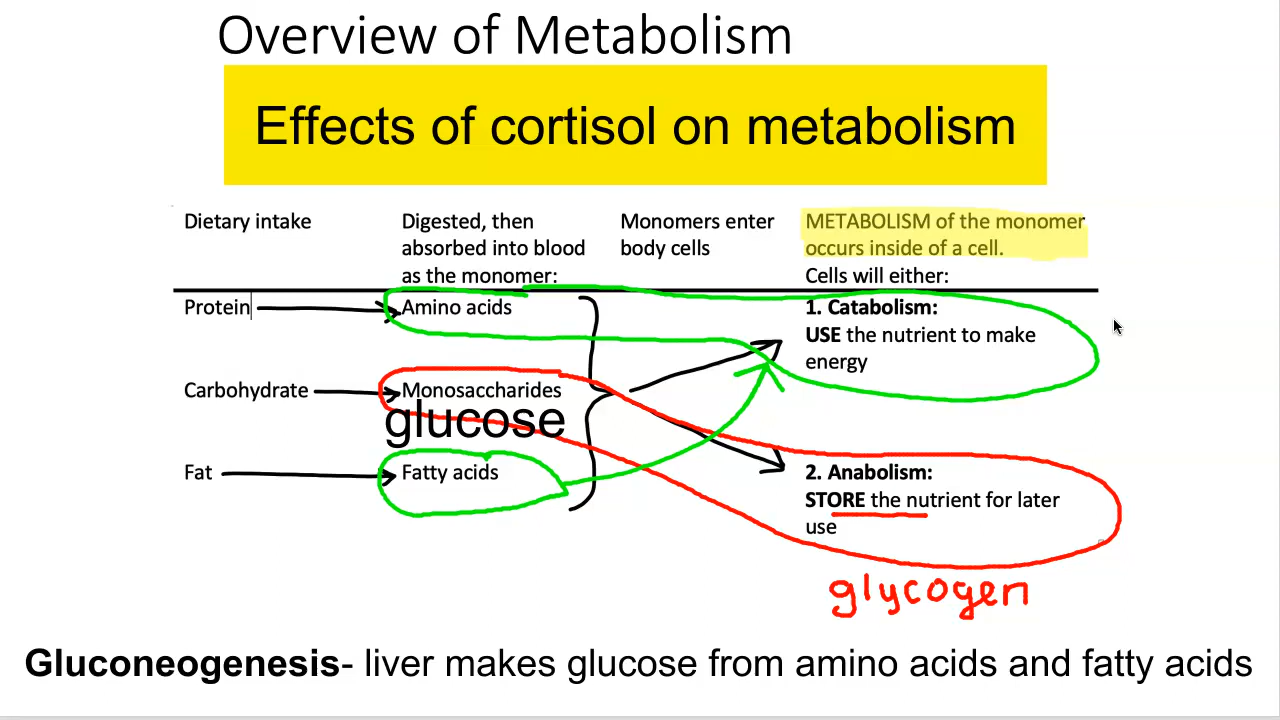 Overview of Metabolism
Effects of cortisol on metabolism
Dietary intake
Digested, then
absorbed into blood
as the monomer:
Monomers enter
body cells
METABOLISM of the monomer
occurs inside of a cell.
Cells will either:
Protein
Amino acids
1. Catabolism:
USE the nutrient to make
energy
Carbohydrate
Monosaccharides
glucose
Fat
Fatty acids
2. Anabolism:
STORE the nutrient for later
use
glycogen
Gluconeogenesis- liver makes glucose from amino acids and fatty acids